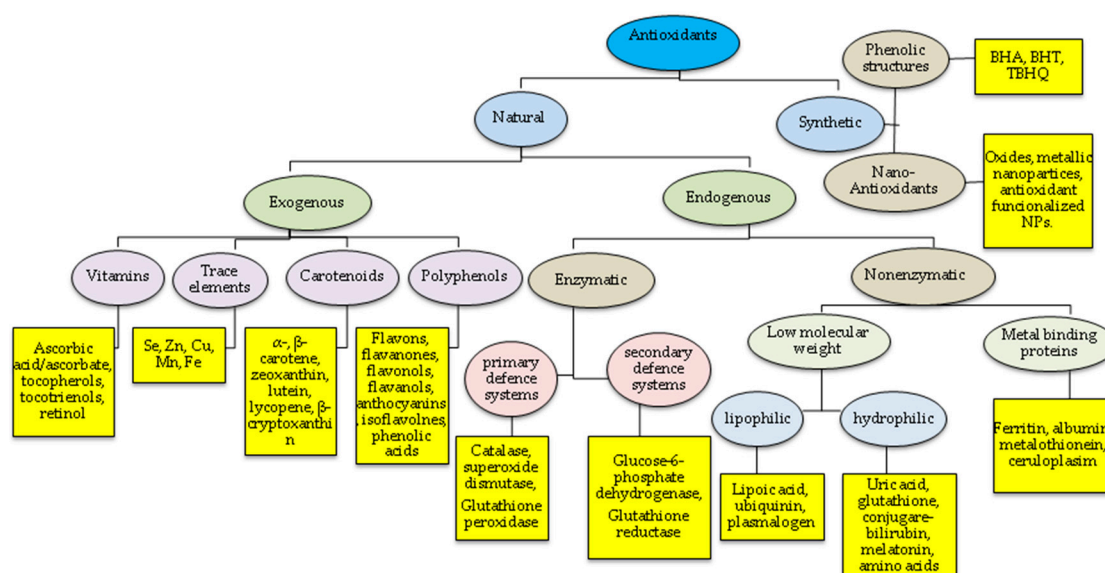 Antioxidants
Phenolic
structures
BHA, BHT,
TBHQ
Natural
Synthetic
Nano-
Antioxidants
Oxides, metallic
nanopartices,
antioxidant
funcionalized
NPs.
Exogenous
Endogenous
Vitamins
Trace
elements
Carotenoids
Polyphenols
Enzymatic
Nonenzymatic
Ascorbic
acid/ascorbate,
tocopherols,
tocotrienols,
retinol
Se, Zn, Cu,
Mn, Fe
α-, β-
carotene,
zeoxanthin,
lutein,
lycopene, β-
cryptoxanthi
n
Flavons,
flavanones,
flavonols,
flavanols,
anthocyanins
, isoflavolnes,
phenolic
acids
primary
defence
systems
secondary
defence
systems
Low molecular
weight
Metal binding
proteins
lipophilic
hydrophilic
Catalase,
superoxide
dismutase,
Glutathione
peroxidase
Glucose-6-
phosphate
dehydrogenase,
Glutathione
reductase
Lipoic acid,
ubiquinin,
plasmalogen
Uric acid,
glutathione,
conjugare-
bilirubin,
melatonin,
amino acids
Ferritin, albumin,
metalothionein,
ceruloplasim